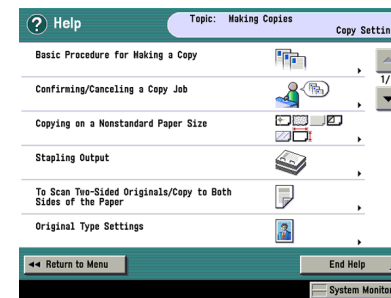 Help
Topic: Making Copies
Copy Settin
Basic Procedure for Making a Copy
1/
Confirming/Canceling a Copy Job
Copying on a Nonstandard Paper Size
Stapling Output
To Scan Two-Sided Originals/Copy to Both
Sides of the Paper
Original Type Settings
Return to Menu
End Help
System Monitor